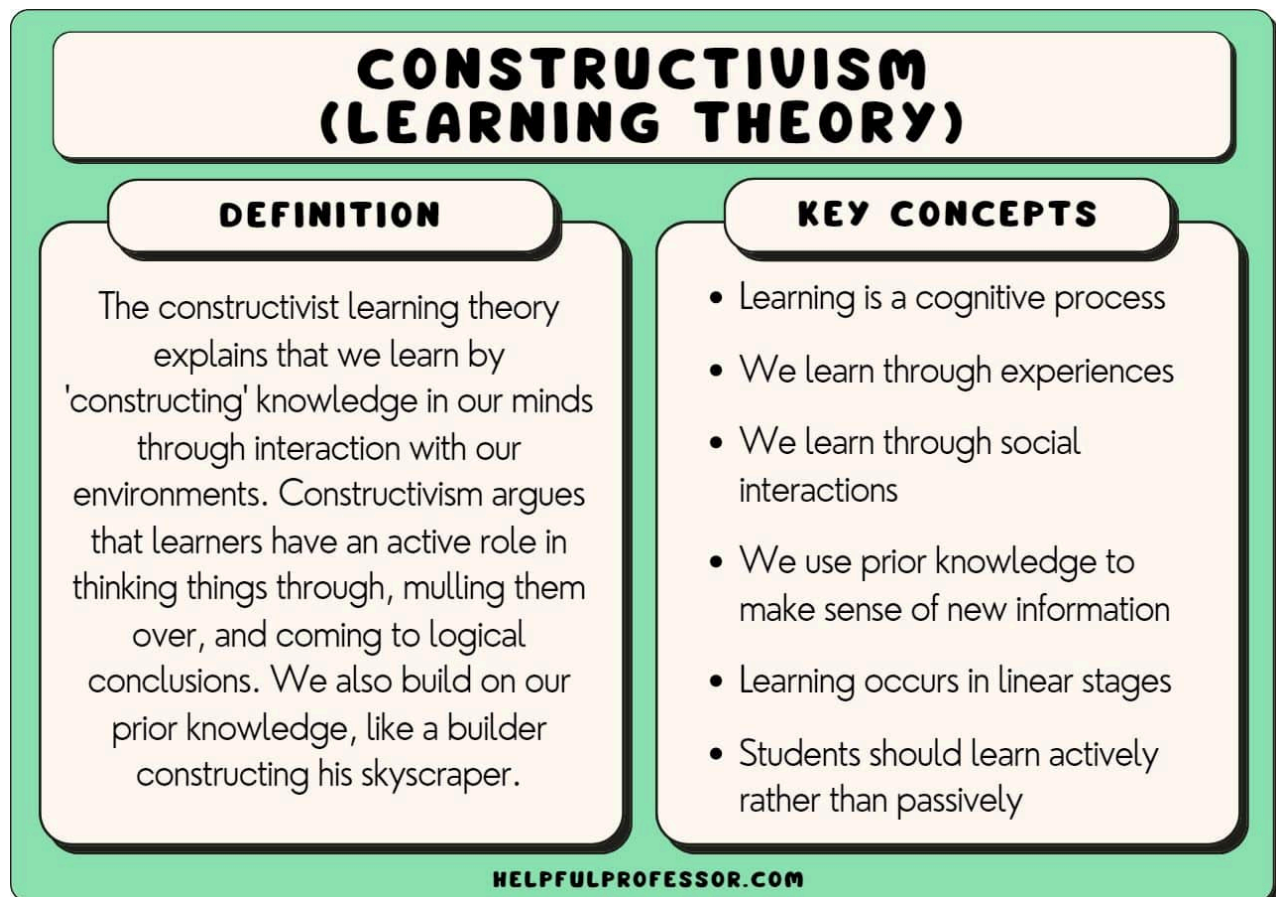 CONSTRUCTIVISM
(LEARNING THEORY)
DEFINITION
The constructivist learning theory
explains that we learn by
'constructing' knowledge in our minds
through interaction with our
environments. Constructivism argues
that learners have an active role in
thinking things through, mulling them
over, and coming to logical
conclusions. We also build on our
prior knowledge, like a builder
constructing his skyscraper.
KEY CONCEPTS
• Learning is a cognitive process
• We learn through experiences
• We learn through social
interactions
• We use prior knowledge to
make sense of new information
• Learning occurs in linear stages
• Students should learn actively
rather than passively
HELPFULPROFESSOR.COM